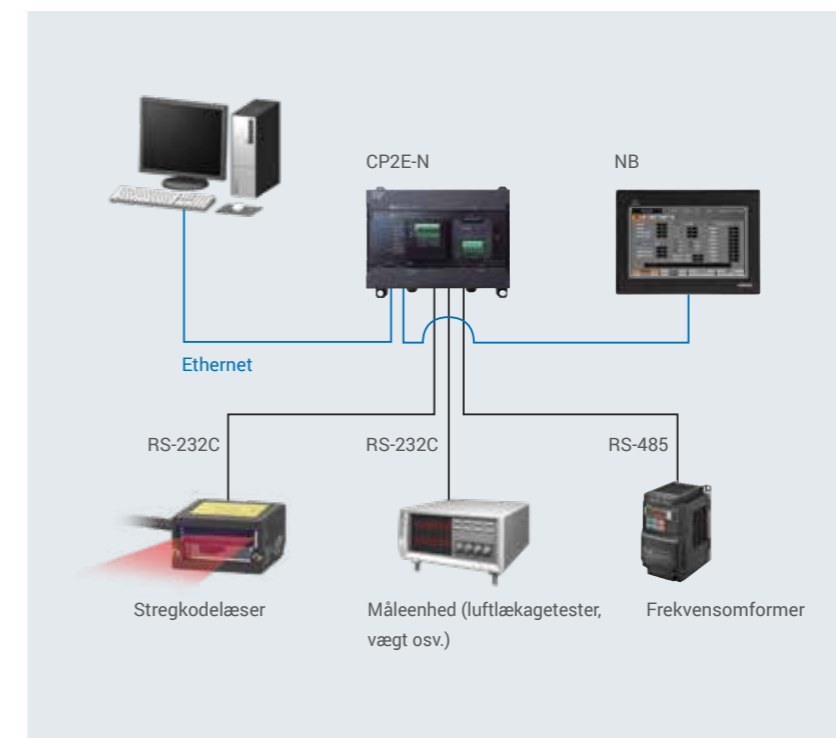 CP2E-N
NB
Ethernet
RS-232C
RS-232C
RS-485
Stregkodelæser
Måleenhed (luftlækagetester,
vægt osv.)
Frekvensomformer